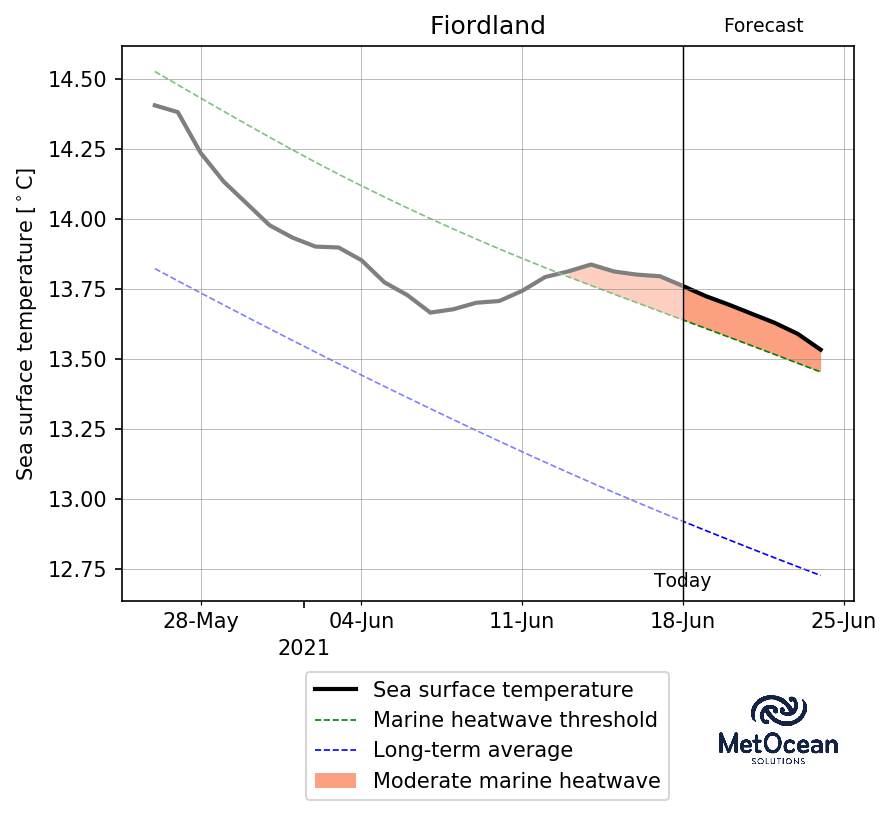 Fiordland
Forecast
Sea surface temperature [°C]
14.50
14.25
14.00
13.75
13.50
13.25
13.00
12.75
Today
28-May
04-Jun
11-Jun
18-Jun
25-Jun
2021
Sea surface temperature
Marine heatwave threshold
Long-term average
Moderate marine heatwave
MetOcean
SOLUTIONS